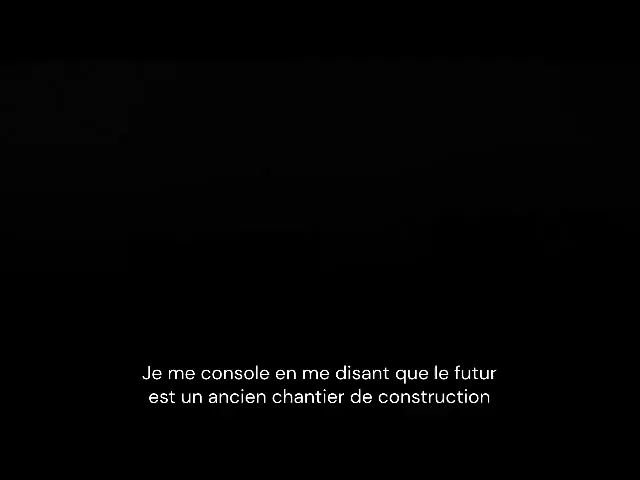 Je me console en me disant que le futur
est un ancien chantier de construction